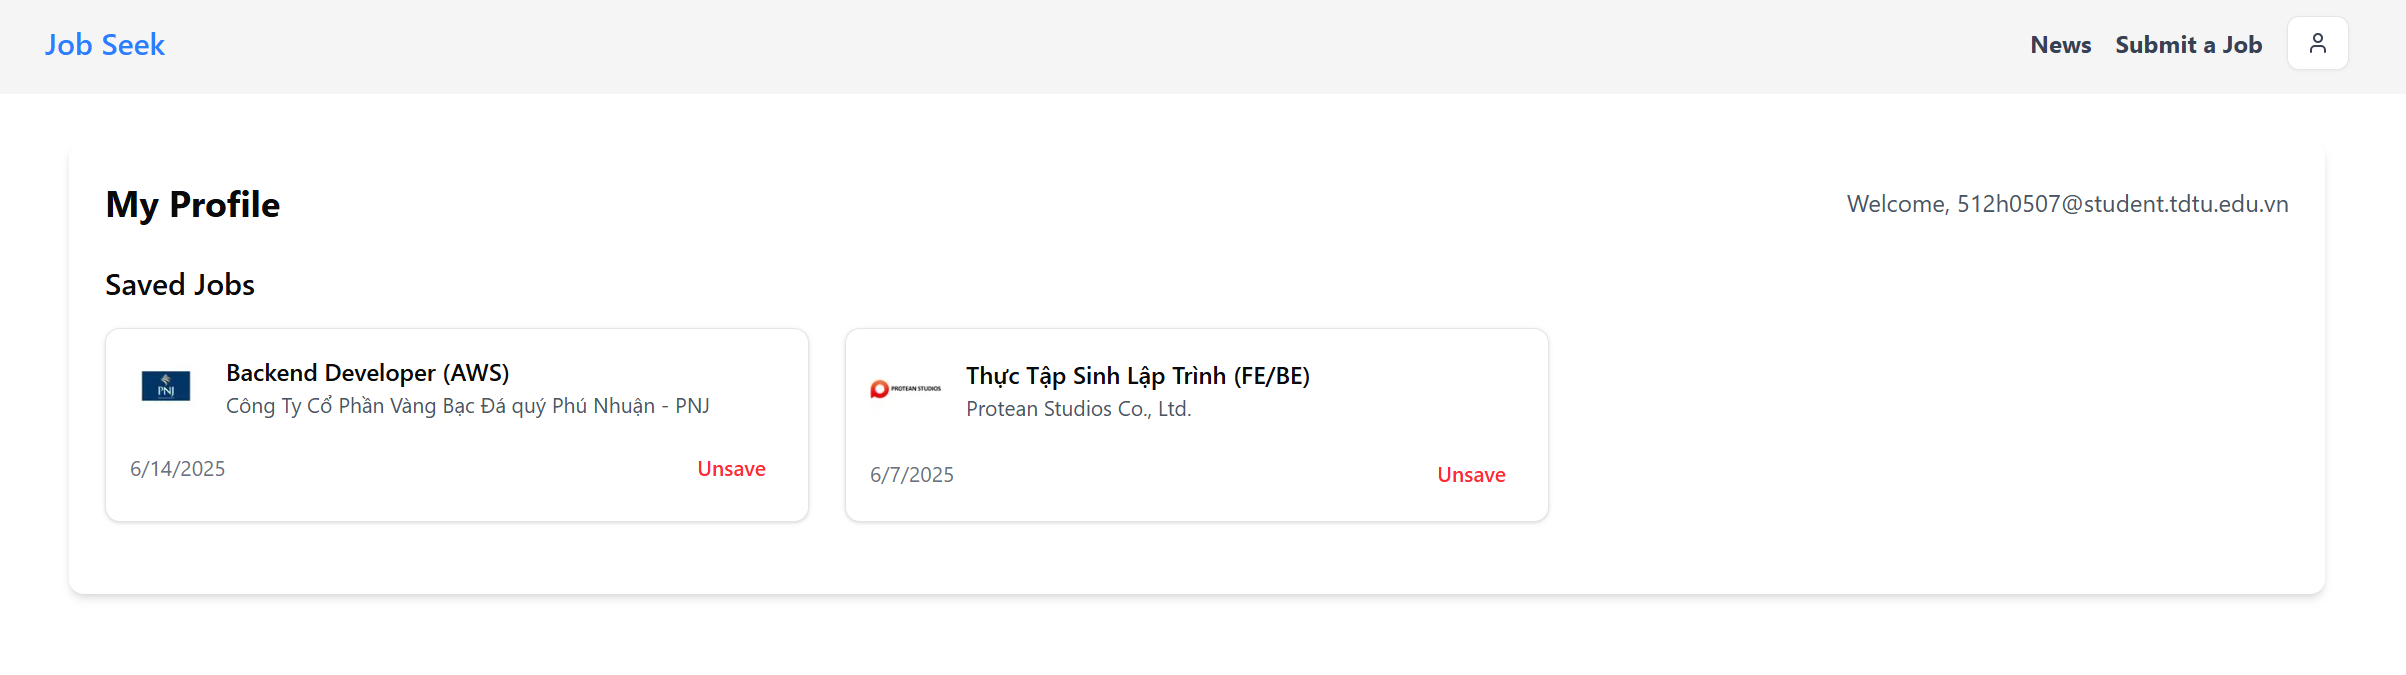 Job Seek
News
Submit a Job
My Profile
Welcome, 512h0507@student.tdtu.edu.vn
Saved Jobs
PNJ
Backend Developer (AWS)
Công Ty Cổ Phần Vàng Bạc Đá quý Phú Nhuận - PNJ
6/14/2025
Unsave
PROTEAN STUDIOS
Thực Tập Sinh Lập Trình (FE/BE)
Protean Studios Co., Ltd.
6/7/2025
Unsave